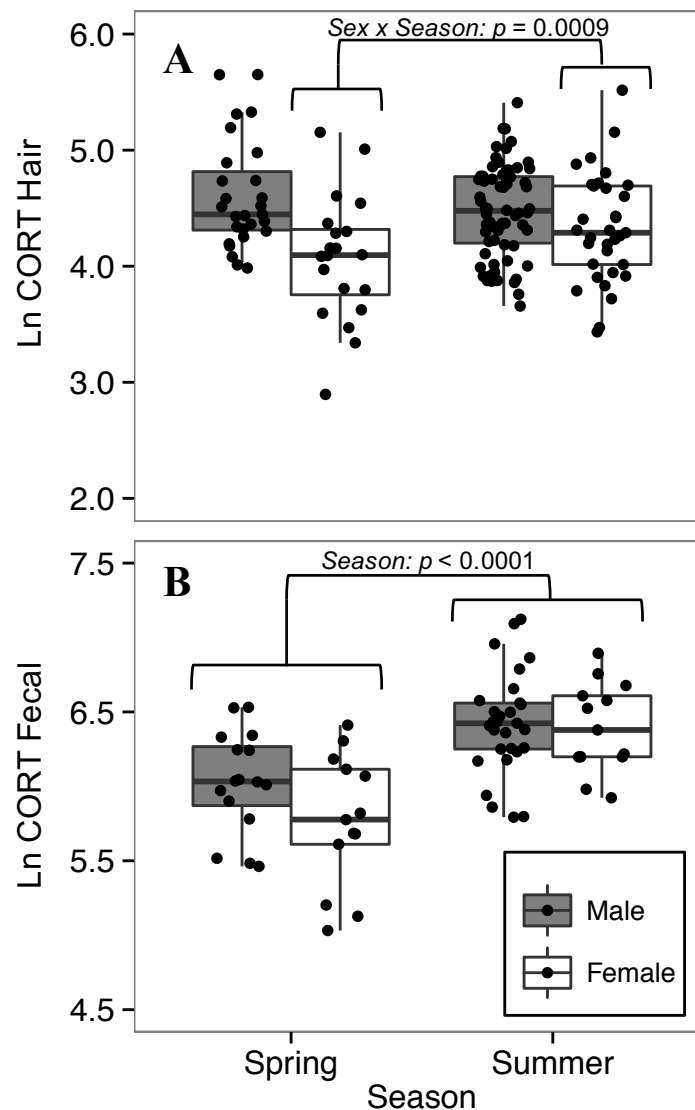 Sex x Season: p = 0.0009
A
6.0
5.0
4.0
3.0
2.0
Ln CORT Hair
Season: p < 0.0001
B
7.5
6.5
5.5
4.5
Ln CORT Fecal
Male
Female
Spring
Summer
Season